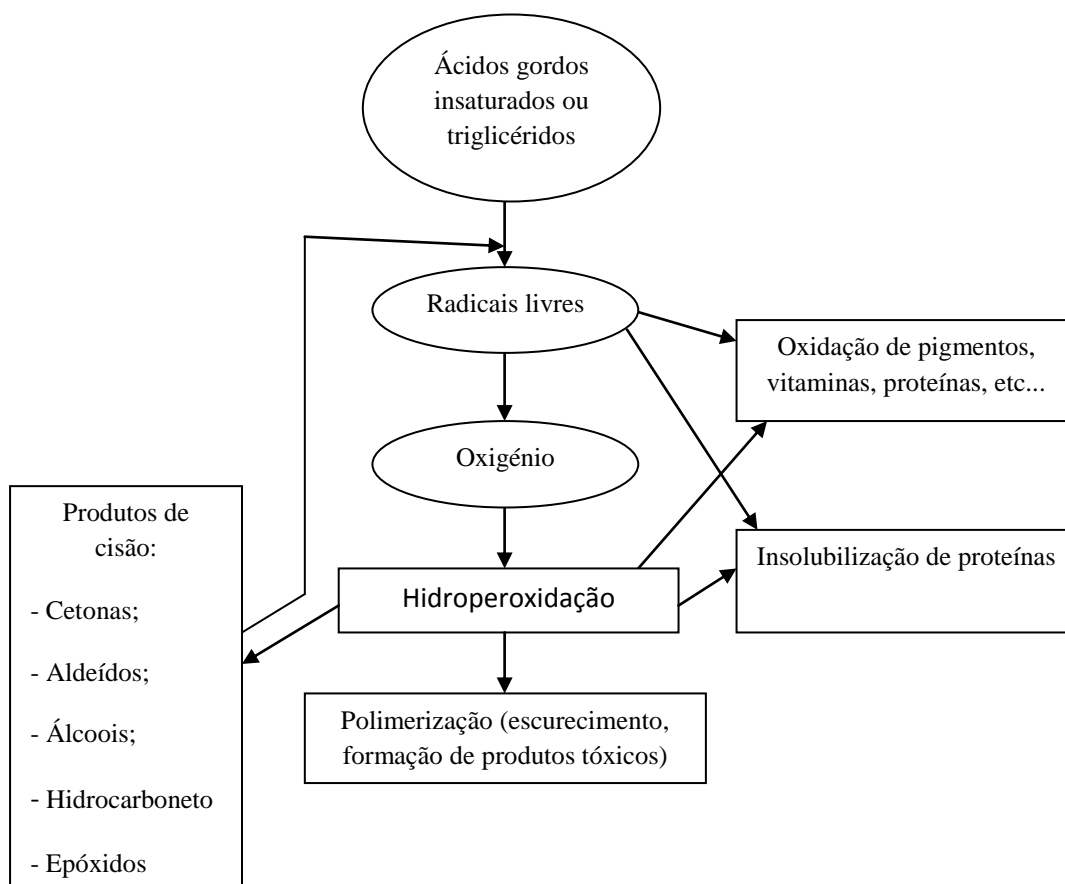 Ácidos gordos
insaturados ou
triglicéridos
Radicais livres
Oxidação de pigmentos,
vitaminas, proteínas, etc...
Oxigénio
Produtos de
cisão:
- Cetonas;
- Aldeídos;
- Álcoois;
- Hidrocarboneto
- Epóxidos
Insolubilização de proteínas
Hidroperoxidação
Polimerização (escurecimento,
formação de produtos tóxicos)